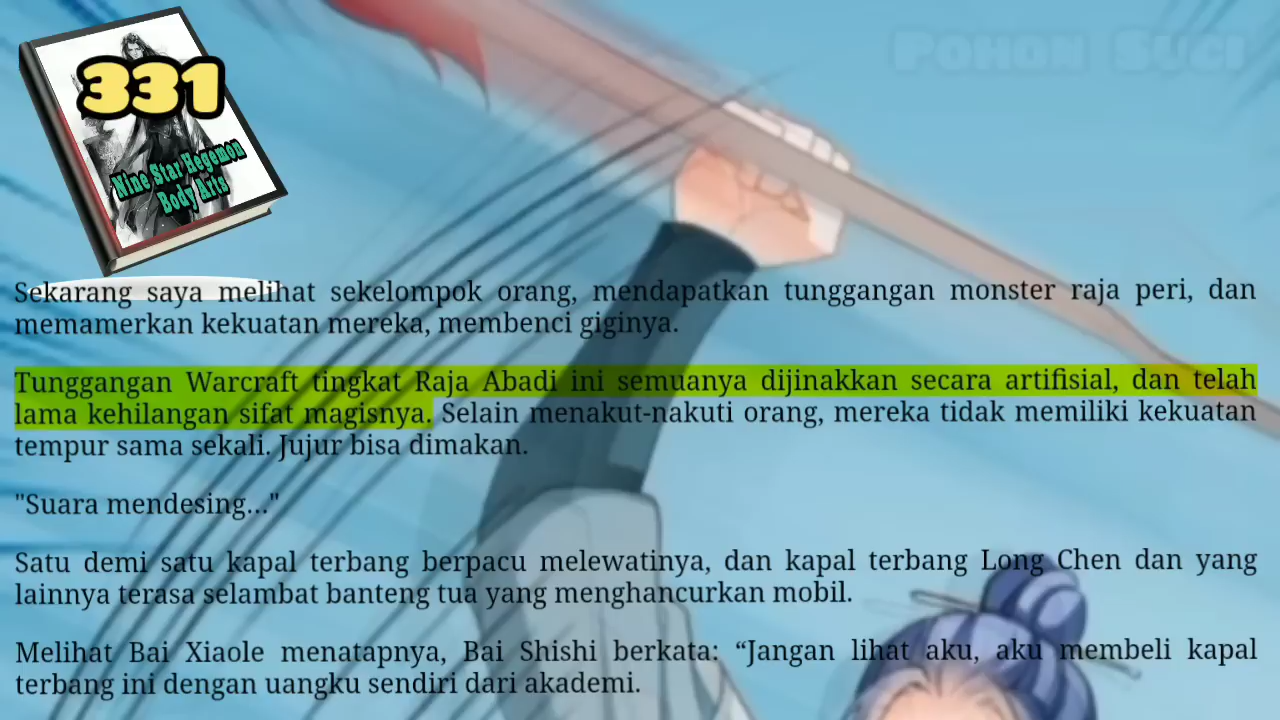 Pohon Suci
331
Nine Star Hegemon
Body Arts
Sekarang saya melihat sekelompok orang, mendapatkan tunggangan monster raja peri, dan
memamerkan kekuatan mereka, membenci giginya.
Tunggangan Warcraft tingkat Raja Abadi ini semuanya dijinakkan secara artifisial, dan telah
lama kehilangan sifat magisnya. Selain menakut-nakuti orang, mereka tidak memiliki kekuatan
tempur sama sekali. Jujur bisa dimakan.
"Suara mendesing..."
Satu demi satu kapal terbang berpacu melewatinya, dan kapal terbang Long Chen dan yang
lainnya terasa selambat banteng tua yang menghancurkan mobil.
Melihat Bai Xiaole menatapnya, Bai Shishi berkata: “Jangan lihat aku, aku membeli kapal
terbang ini dengan uangku sendiri dari akademi.